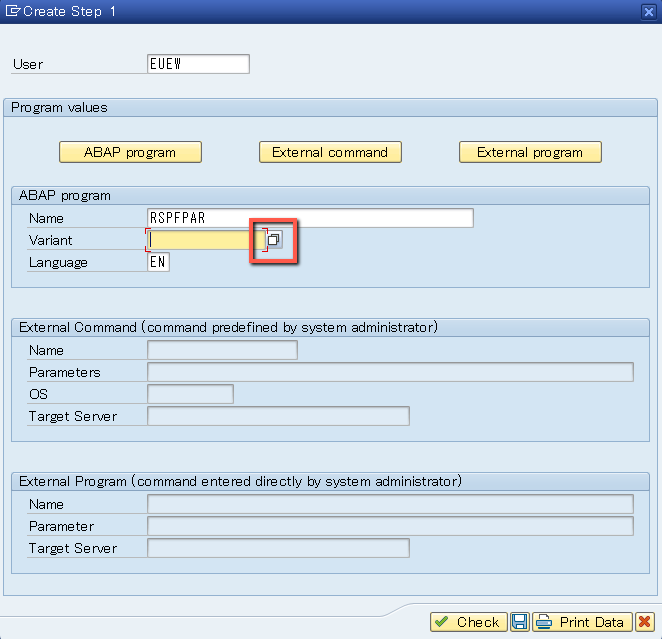 Create Step 1
User EUEW
Program values
ABAP program External command External program
ABAP program
Name RSPFPAR
Variant
Language EN
External Command (command predefined by system administrator)
Name
Parameters
OS
Target Server
External Program (command entered directly by system administrator)
Name
Parameter
Target Server
Check Print Data